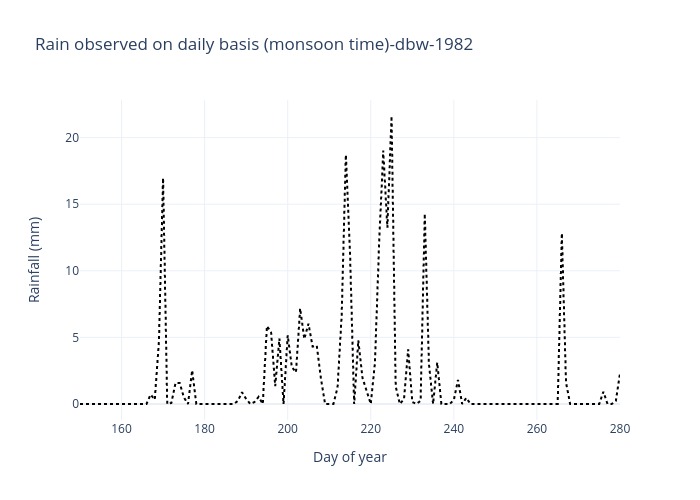 Rain observed on daily basis (monsoon time)-dbw-1982
20
15
10
5
0
Rainfall (mm)
160 180 200 220 240 260 280
Day of year